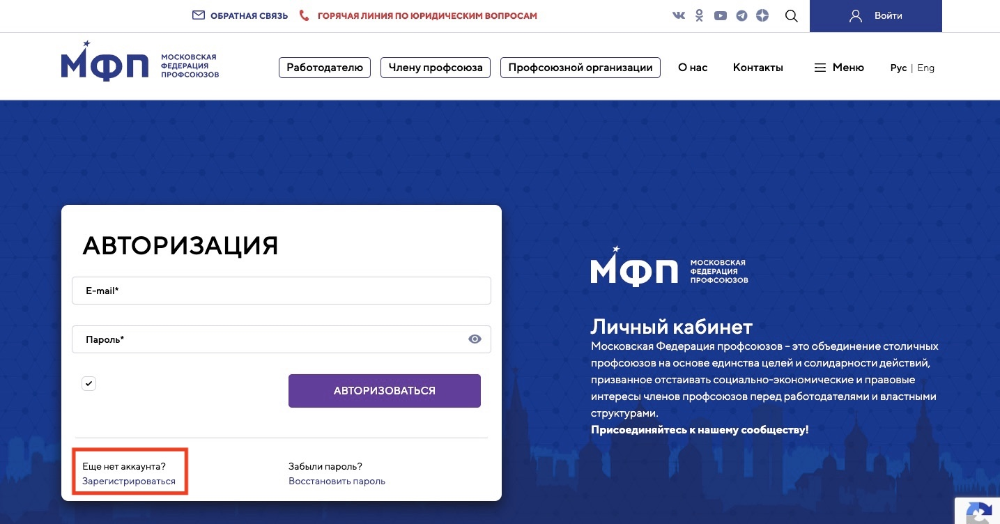 ОБРАТНАЯ СВЯЗЬ ГОРЯЧАЯ ЛИНИЯ ПО ЮРИДИЧЕСКИМ ВОПРОСАМ Войти
МФП МОСКОВСКАЯ
ФЕДЕРАЦИЯ
ПРОФСОЮЗОВ
Работодателю Члену профсоюза Профсоюзной организации О нас Контакты Меню Рус | Eng
АВТОРИЗАЦИЯ
E-mail*
Пароль*
АВТОРИЗОВАТЬСЯ
Еще нет аккаунта?
Зарегистрироваться
Забыли пароль?
Восстановить пароль
МФП МОСКОВСКАЯ
ФЕДЕРАЦИЯ
ПРОФСОЮЗОВ
Личный кабинет
Московская Федерация профсоюзов – это объединение столичных
профсоюзов на основе единства целей и солидарности действий,
призванное отстаивать социально-экономические и правовые
интересы членов профсоюзов перед работодателями и властными
структурами.
Присоединяйтесь к нашему сообществу!